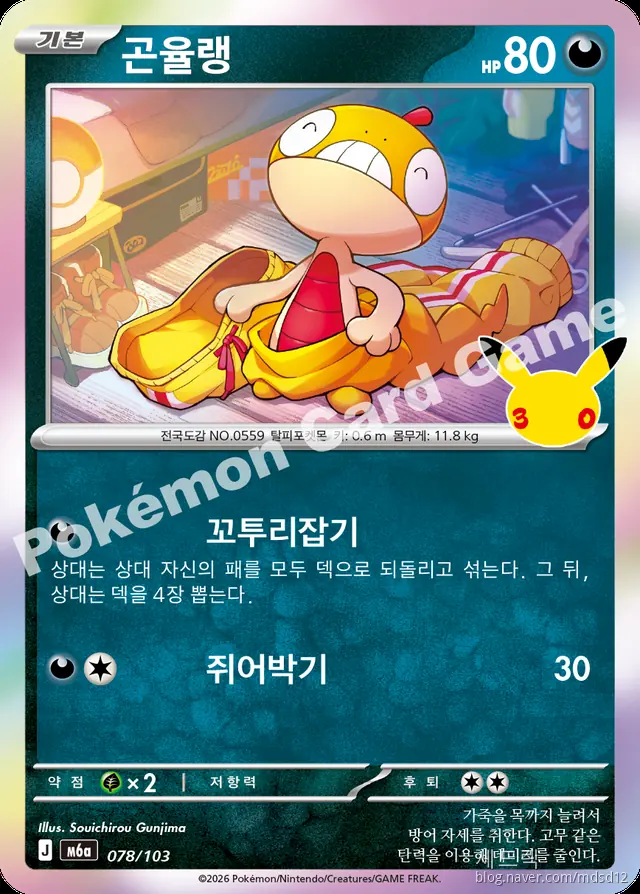 기본
곤율랭
HP 80
전국도감 NO.0559 탈피포켓몬 키: 0.6 m 몸무게: 11.8 kg
30
Pokémon Card Game
꼬투리잡기
상대는 상대 자신의 패를 모두 덱으로 되돌리고 섞는다. 그 뒤,
상대는 덱을 4장 뽑는다.
쥐어박기 30
약점 ×2 저항력 후퇴
Illus. Souichirou Gunjima
J M6a 078/103
가죽을 목까지 늘려서
방어 자세를 취한다. 고무 같은
탄력을 이용해 데미지를 줄인다.
©2026 Pokémon/Nintendo/Creatures/GAME FREAK.
blog.naver.com/mdsd12